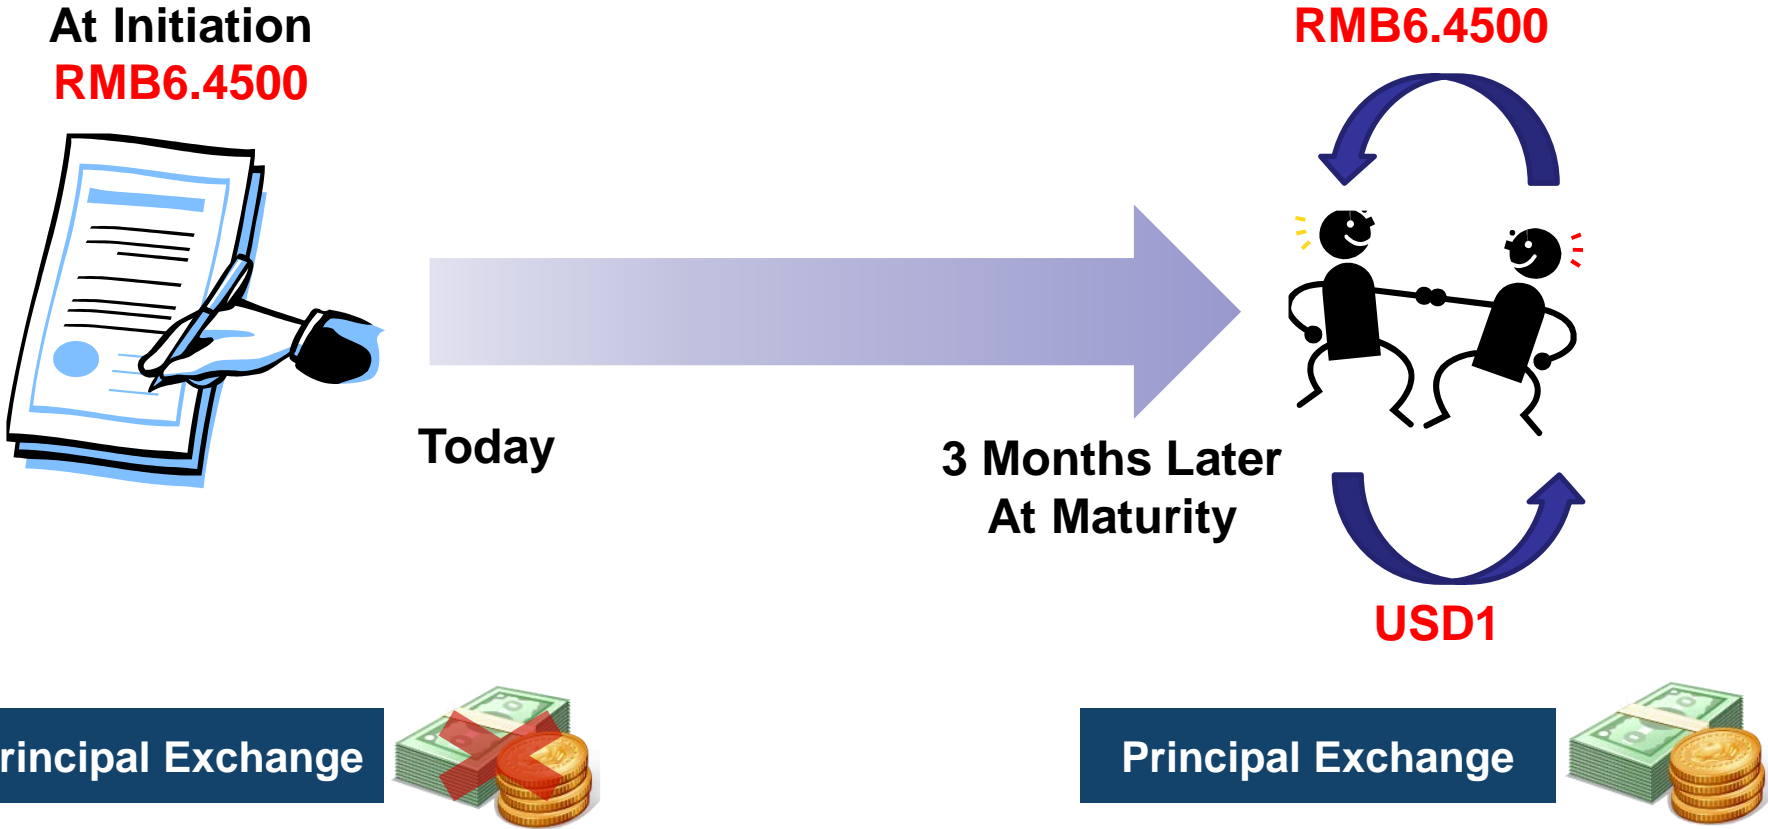 At Initiation
RMB6.4500
RMB6.4500
Today
3 Months Later
At Maturity
USD1
rincipal Exchange
Principal Exchange